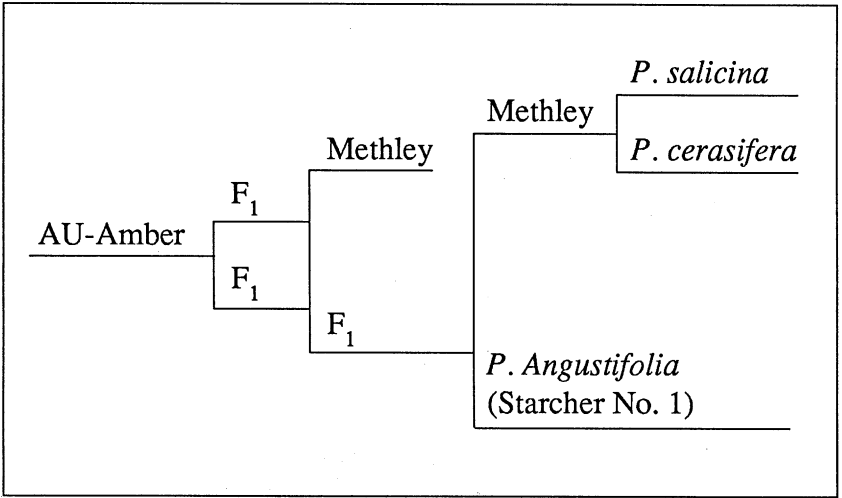 P. salicina
Methley
P. cerasifera
Methley
F1
AU-Amber
F1
F1
P. Angustifolia
(Starcher No. 1)